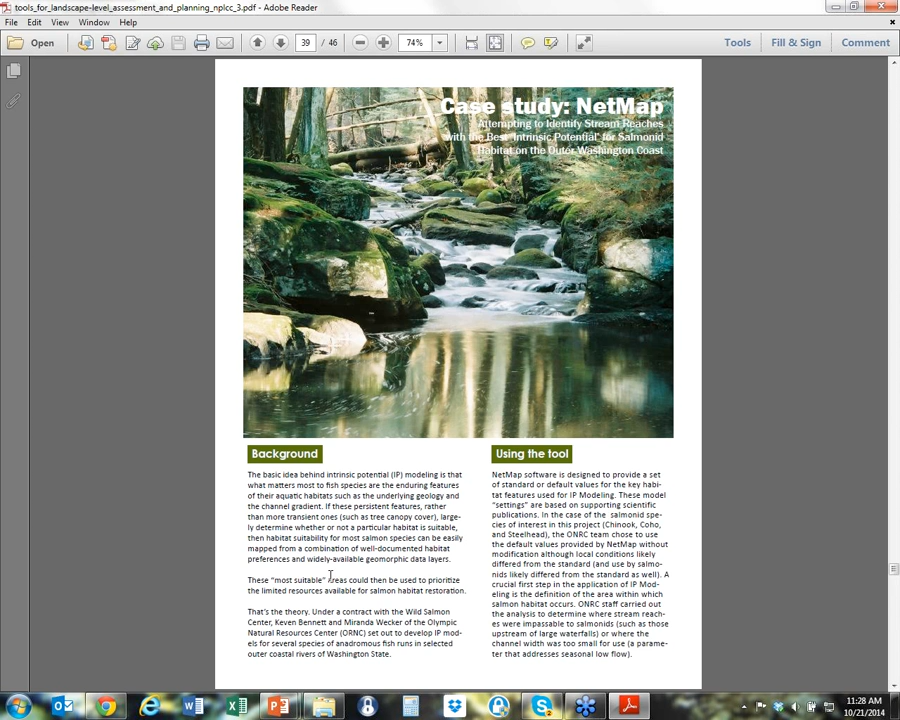 tools_for_landscape-level_assessment_and_planning_nplcc_3.pdf - Adobe Reader
File Edit View Window Help
Open 39 / 46 74% Tools Fill & Sign Comment
Case study: NetMap
Attempting to Identify Stream Reaches
with the Best ‘Intrinsic Potential’ for Salmonid
Habitat on the Outer Washington Coast
Background
The basic idea behind intrinsic potential (IP) modeling is that
what matters most to fish species are the enduring features
of their aquatic habitats such as the underlying geology and
the channel gradient. If these persistent features, rather
than more transient ones (such as tree canopy cover), large-
ly determine whether or not a particular habitat is suitable,
then habitat suitability for most salmon species can be easily
mapped from a combination of well-documented habitat
preferences and widely-available geomorphic data layers.
These “most suitable” areas could then be used to prioritize
the limited resources available for salmon habitat restoration.
That’s the theory. Under a contract with the Wild Salmon
Center, Keven Bennett and Miranda Wecker of the Olympic
Natural Resources Center (ORNC) set out to develop IP mod-
els for several species of anadromous fish runs in selected
outer coastal rivers of Washington State.
Using the tool
NetMap software is designed to provide a set
of standard or default values for the key habi-
tat features used for IP Modeling. These model
“settings” are based on supporting scientific
publications. In the case of the salmonid spe-
cies of interest in this project (Chinook, Coho,
and Steelhead), the ONRC team chose to use
the default values provided by NetMap without
modification although local conditions likely
differed from the standard (and use by salmo-
nids likely differed from the standard as well). A
crucial first step in the application of IP Mod-
eling is the definition of the area within which
salmon habitat occurs. ONRC staff carried out
the analysis to determine where stream reach-
es were impassable to salmonids (such as those
upstream of large waterfalls) or where the
channel width was too small for use (a parame-
ter that addresses seasonal low flow).
11:28 AM
10/21/2014